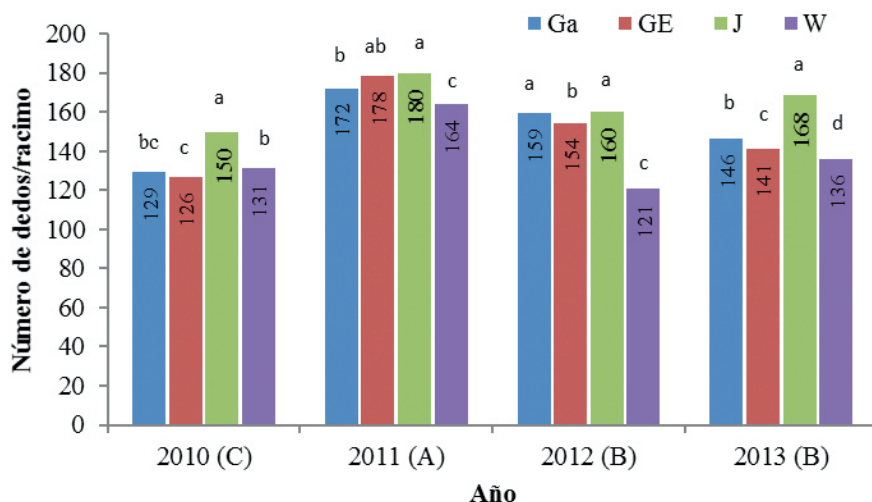 Ga GE J W
Número de dedos/racimo
200
180
160
140
120
100
80
60
40
20
0
bc c a b
129 126 150 131
b ab a c
172 178 180 164
a b a c
159 154 160 121
b c a d
146 141 168 136
2010 (C) 2011 (A) 2012 (B) 2013 (B)
Año